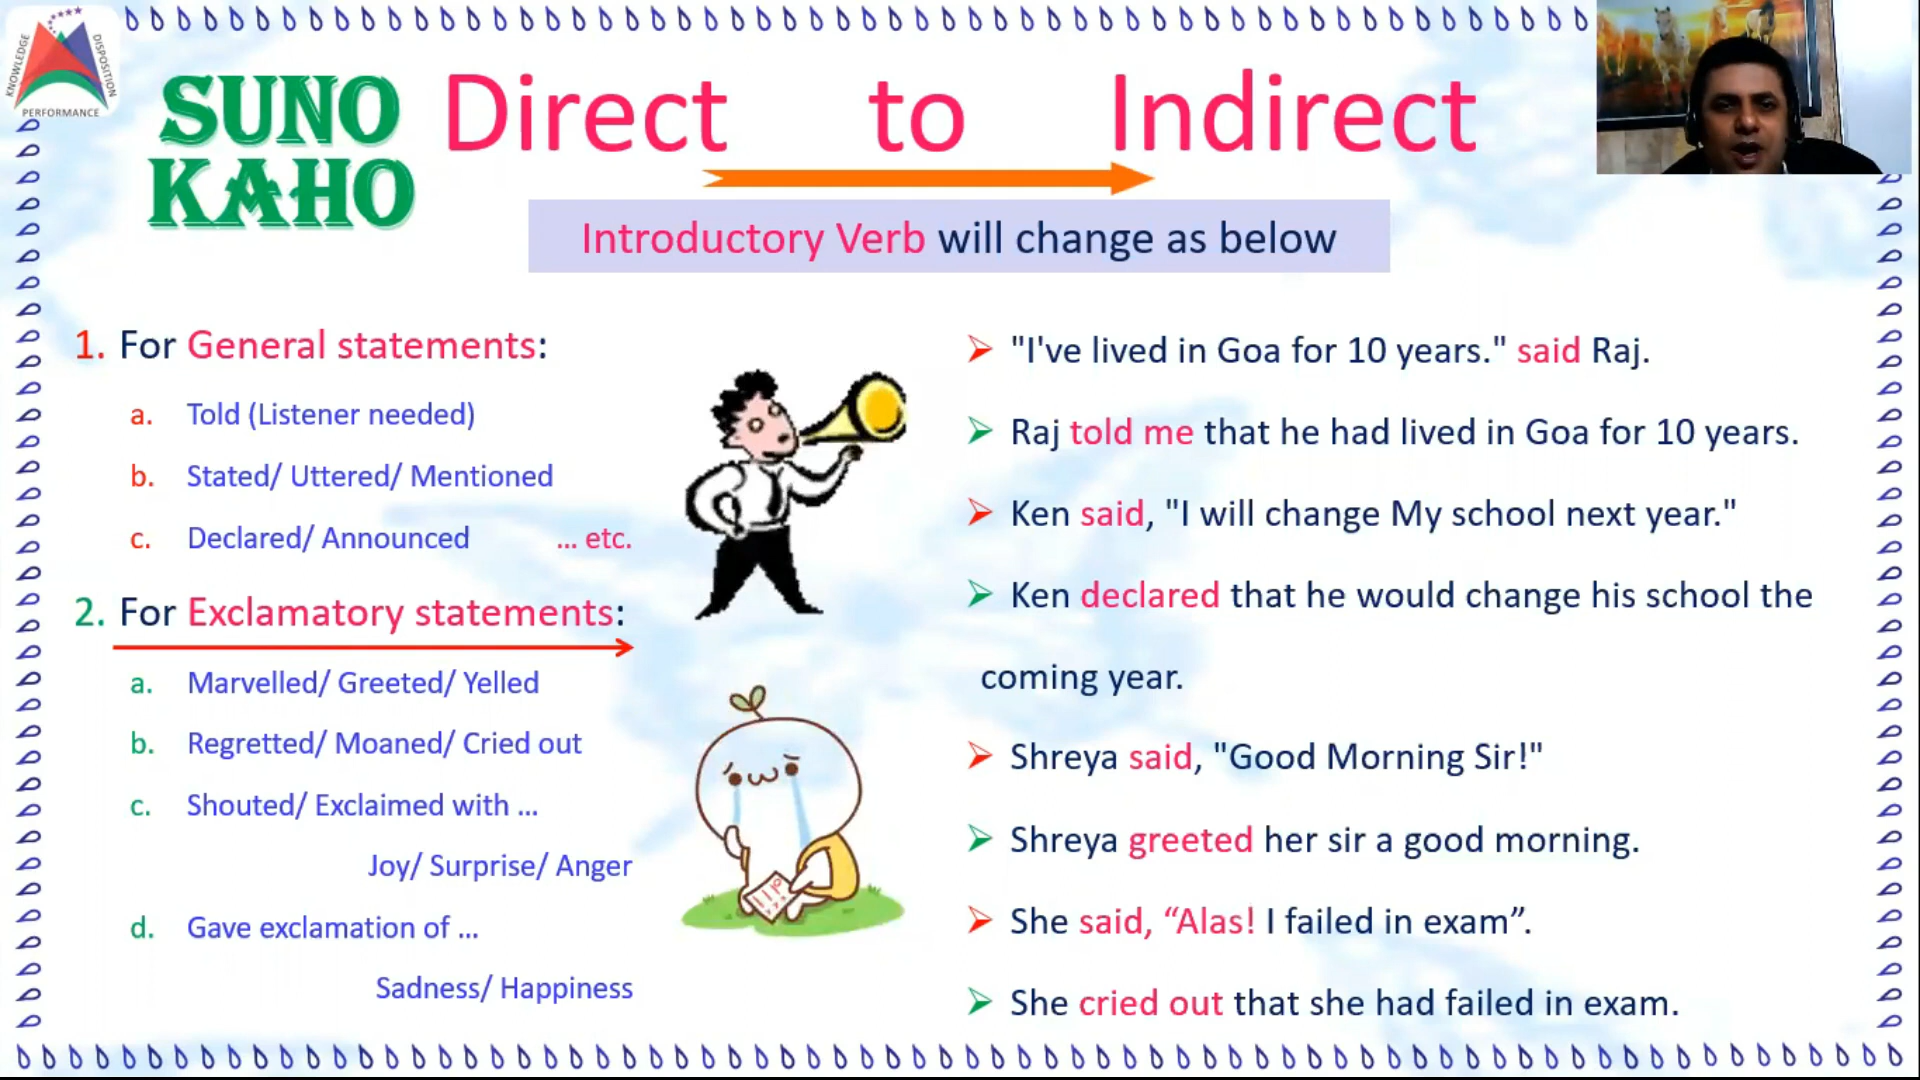 KNOWLEDGE
DISPOSITION
PERFORMANCE
SUNO
KAHO
Direct to Indirect
Introductory Verb will change as below
1. For General statements:
a. Told (Listener needed)
b. Stated/ Uttered/ Mentioned
c. Declared/ Announced ... etc.
2. For Exclamatory statements:
a. Marvelled/ Greeted/ Yelled
b. Regretted/ Moaned/ Cried out
c. Shouted/ Exclaimed with ...
Joy/ Surprise/ Anger
d. Gave exclamation of ...
Sadness/ Happiness
"I've lived in Goa for 10 years." said Raj.
Raj told me that he had lived in Goa for 10 years.
Ken said, "I will change My school next year."
Ken declared that he would change his school the
coming year.
Shreya said, "Good Morning Sir!"
Shreya greeted her sir a good morning.
She said, “Alas! I failed in exam”.
She cried out that she had failed in exam.